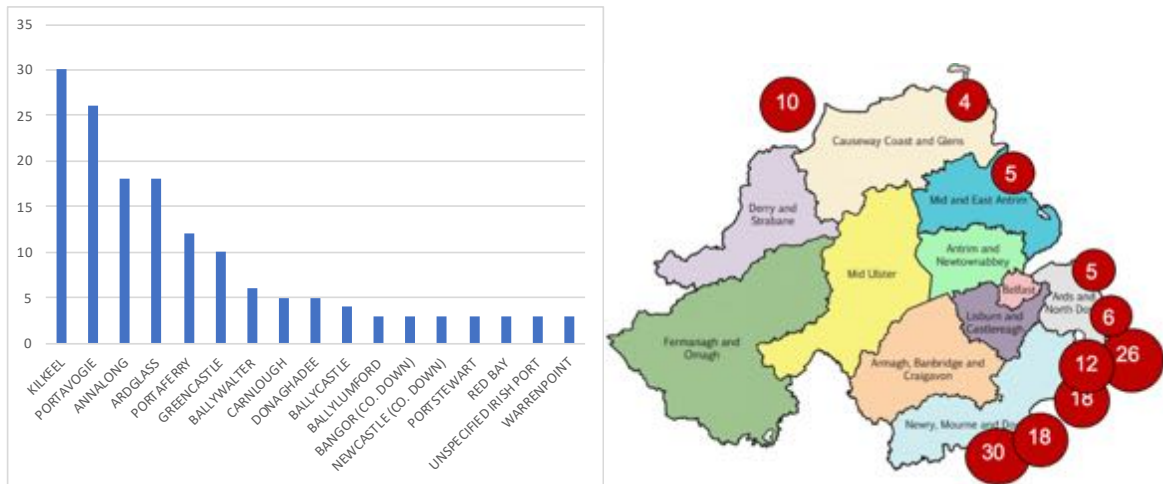 35
30
25
20
15
10
5
0
KILKEEL
PORTAVOGIE
ANNALONG
ARDGLASS
PORTAFERRY
GREENCASTLE
BALLYWALTER
CARNLOUGH
DONAGHADEE
BALLYCASTLE
BALLYLUMFORD
BANGOR (CO. DOWN)
NEWCASTLE (CO. DOWN)
PORTSTEWART
RED BAY
UNSPECIFIED IRISH PORT
WARRENPOINT
10
4
Causeway Coast and Glens
5
Mid and East Antrim
Derry and
Strabane
Antrim and
Newtownabbey
Mid Ulster
Belfast
5
Ards and
North Do
6
Lisburn and
Castlereagh
Fermanagh and
Omagh
12
26
Armagh, Banbridge and
Craigavon
18
Newry, Mourne and Do
18
30